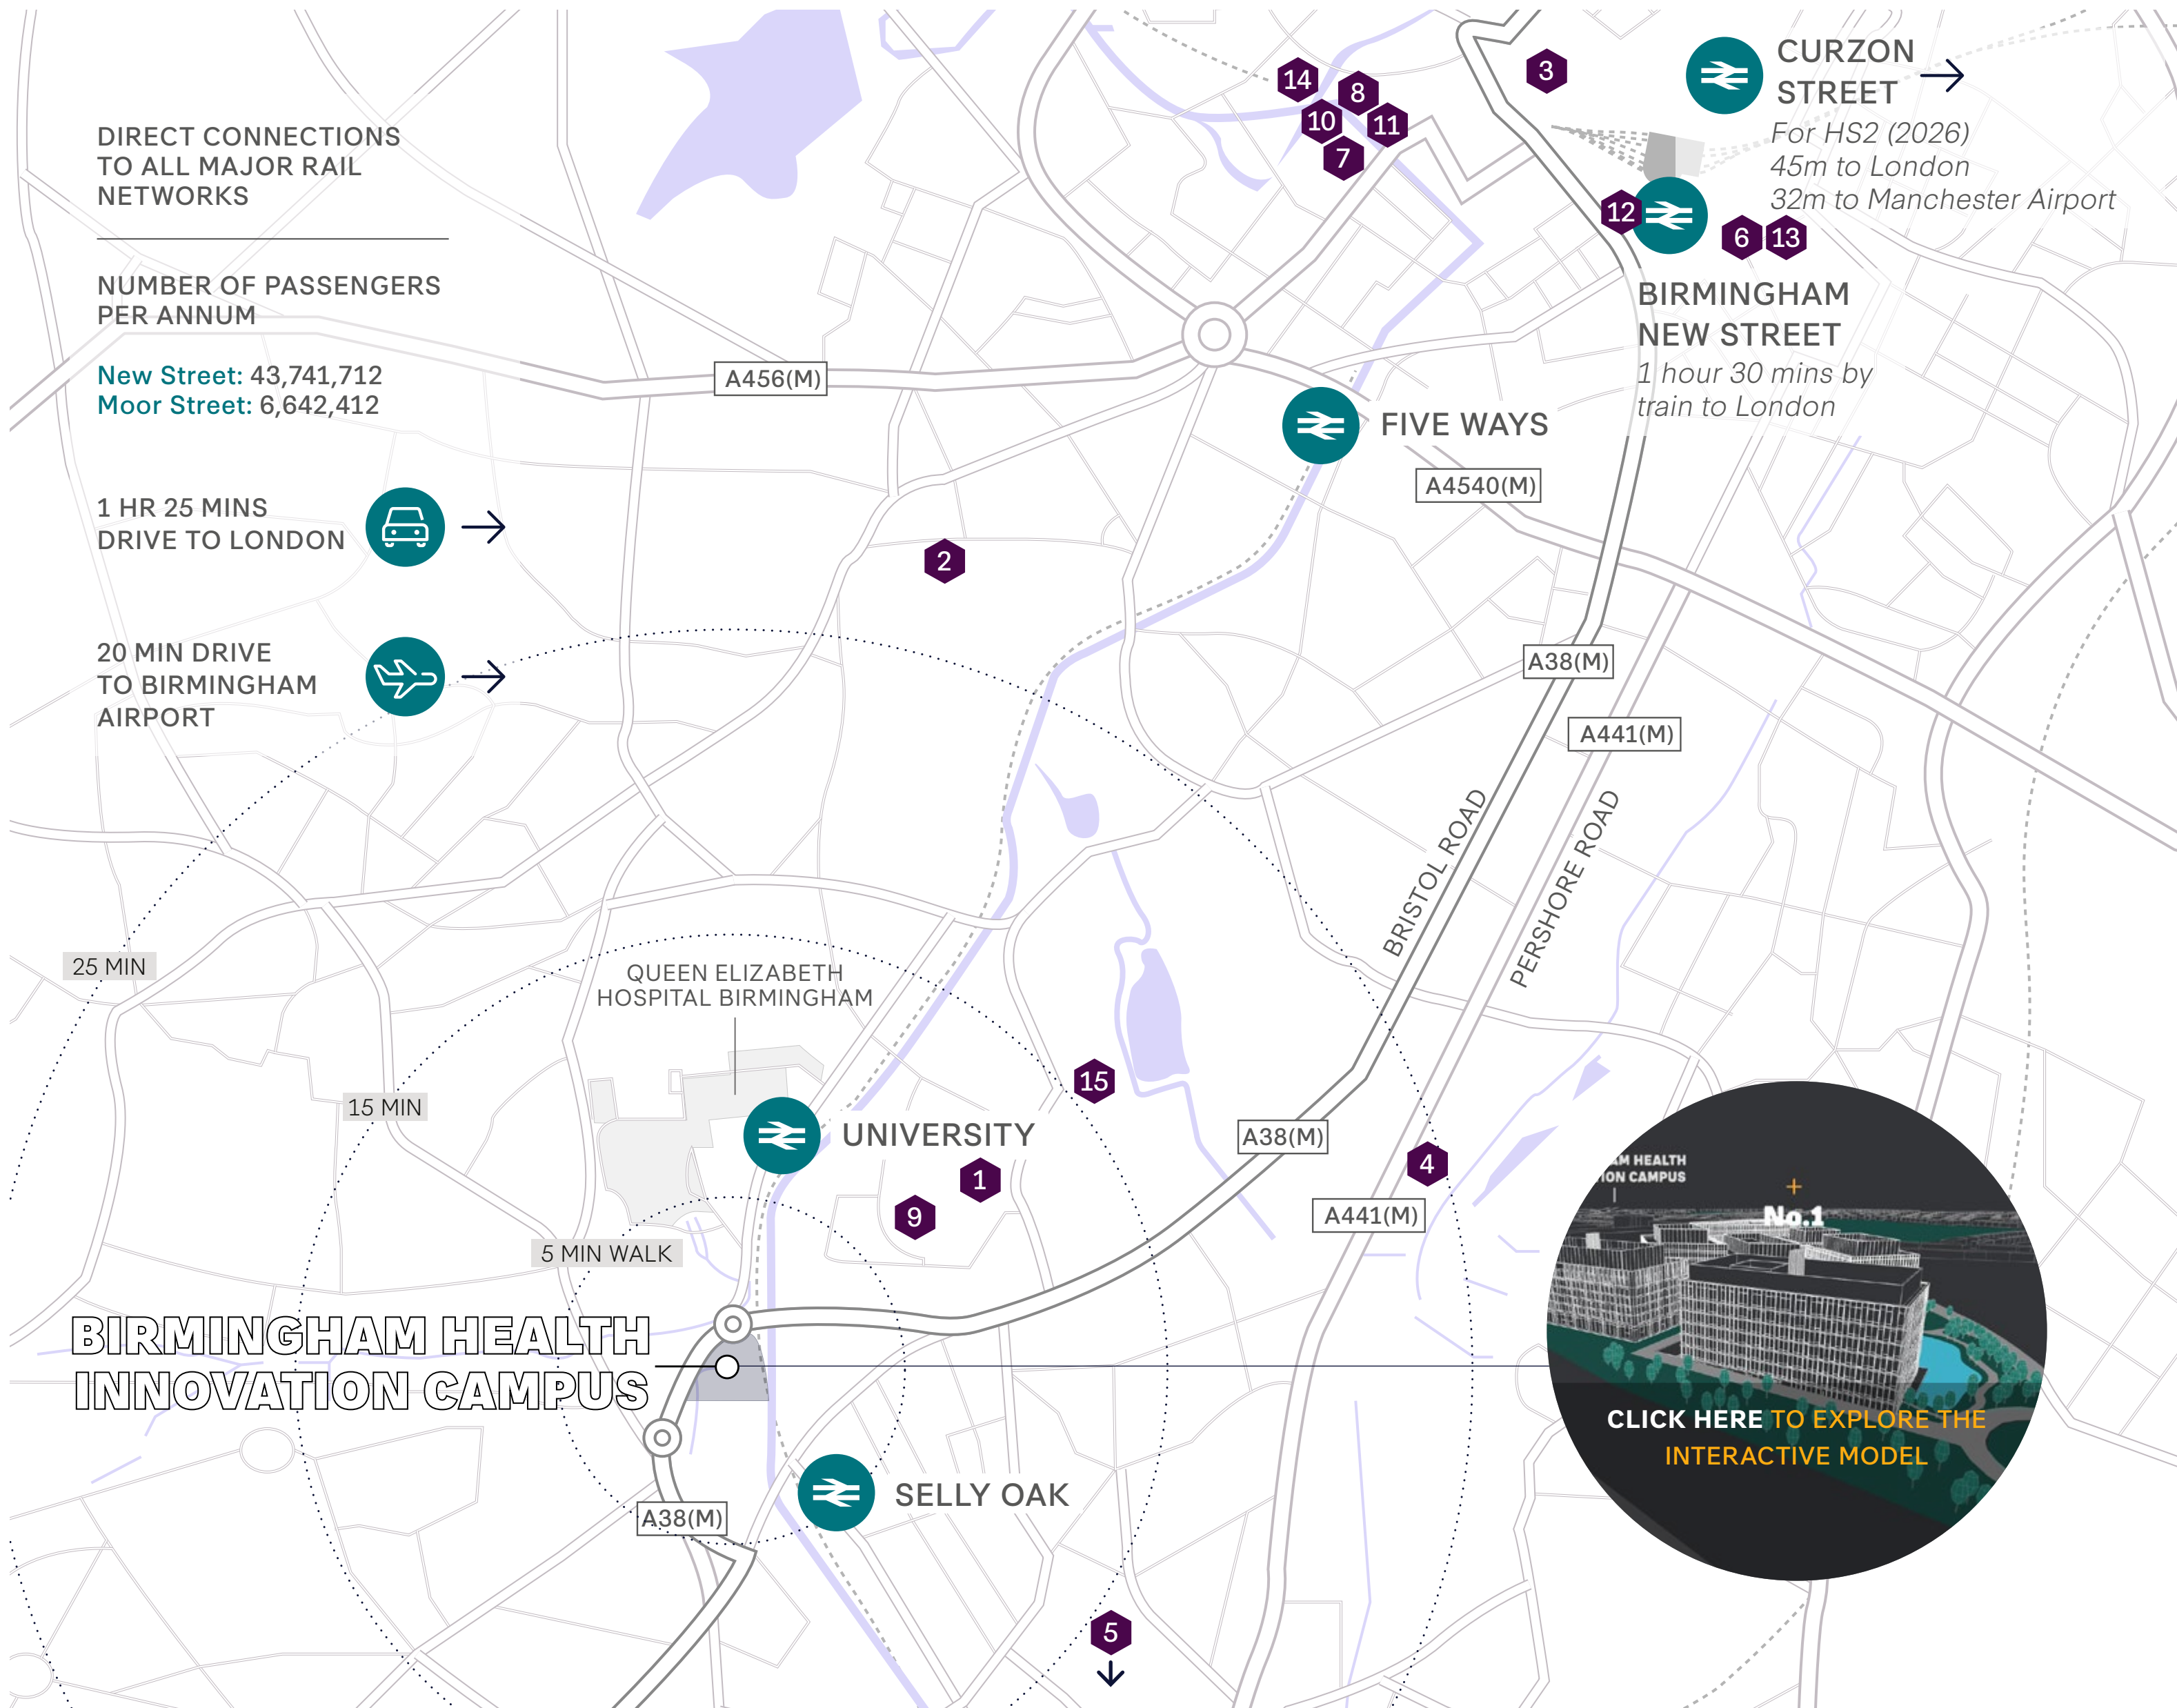 DIRECT CONNECTIONS
TO ALL MAJOR RAIL
NETWORKS
NUMBER OF PASSENGERS
PER ANNUM
New Street: 43,741,712
Moor Street: 6,642,412
1 HR 25 MINS
DRIVE TO LONDON
20 MIN DRIVE
TO BIRMINGHAM
AIRPORT
14
8
10
11
7
3
CURZON
STREET
For HS2 (2026)
45m to London
32m to Manchester Airport
12
6
13
BIRMINGHAM
NEW STREET
1 hour 30 mins by
train to London
A456(M)
FIVE WAYS
A4540(M)
2
A38(M)
A441(M)
BRISTOL ROAD
PERSHORE ROAD
25 MIN
QUEEN ELIZABETH
HOSPITAL BIRMINGHAM
15 MIN
15
UNIVERSITY
A38(M)
4
1
9
A441(M)
5 MIN WALK
BIRMINGHAM HEALTH
INNOVATION CAMPUS
AM HEALTH
ION CAMPUS
No.1
CLICK HERE TO EXPLORE THE
INTERACTIVE MODEL
SELLY OAK
A38(M)
5